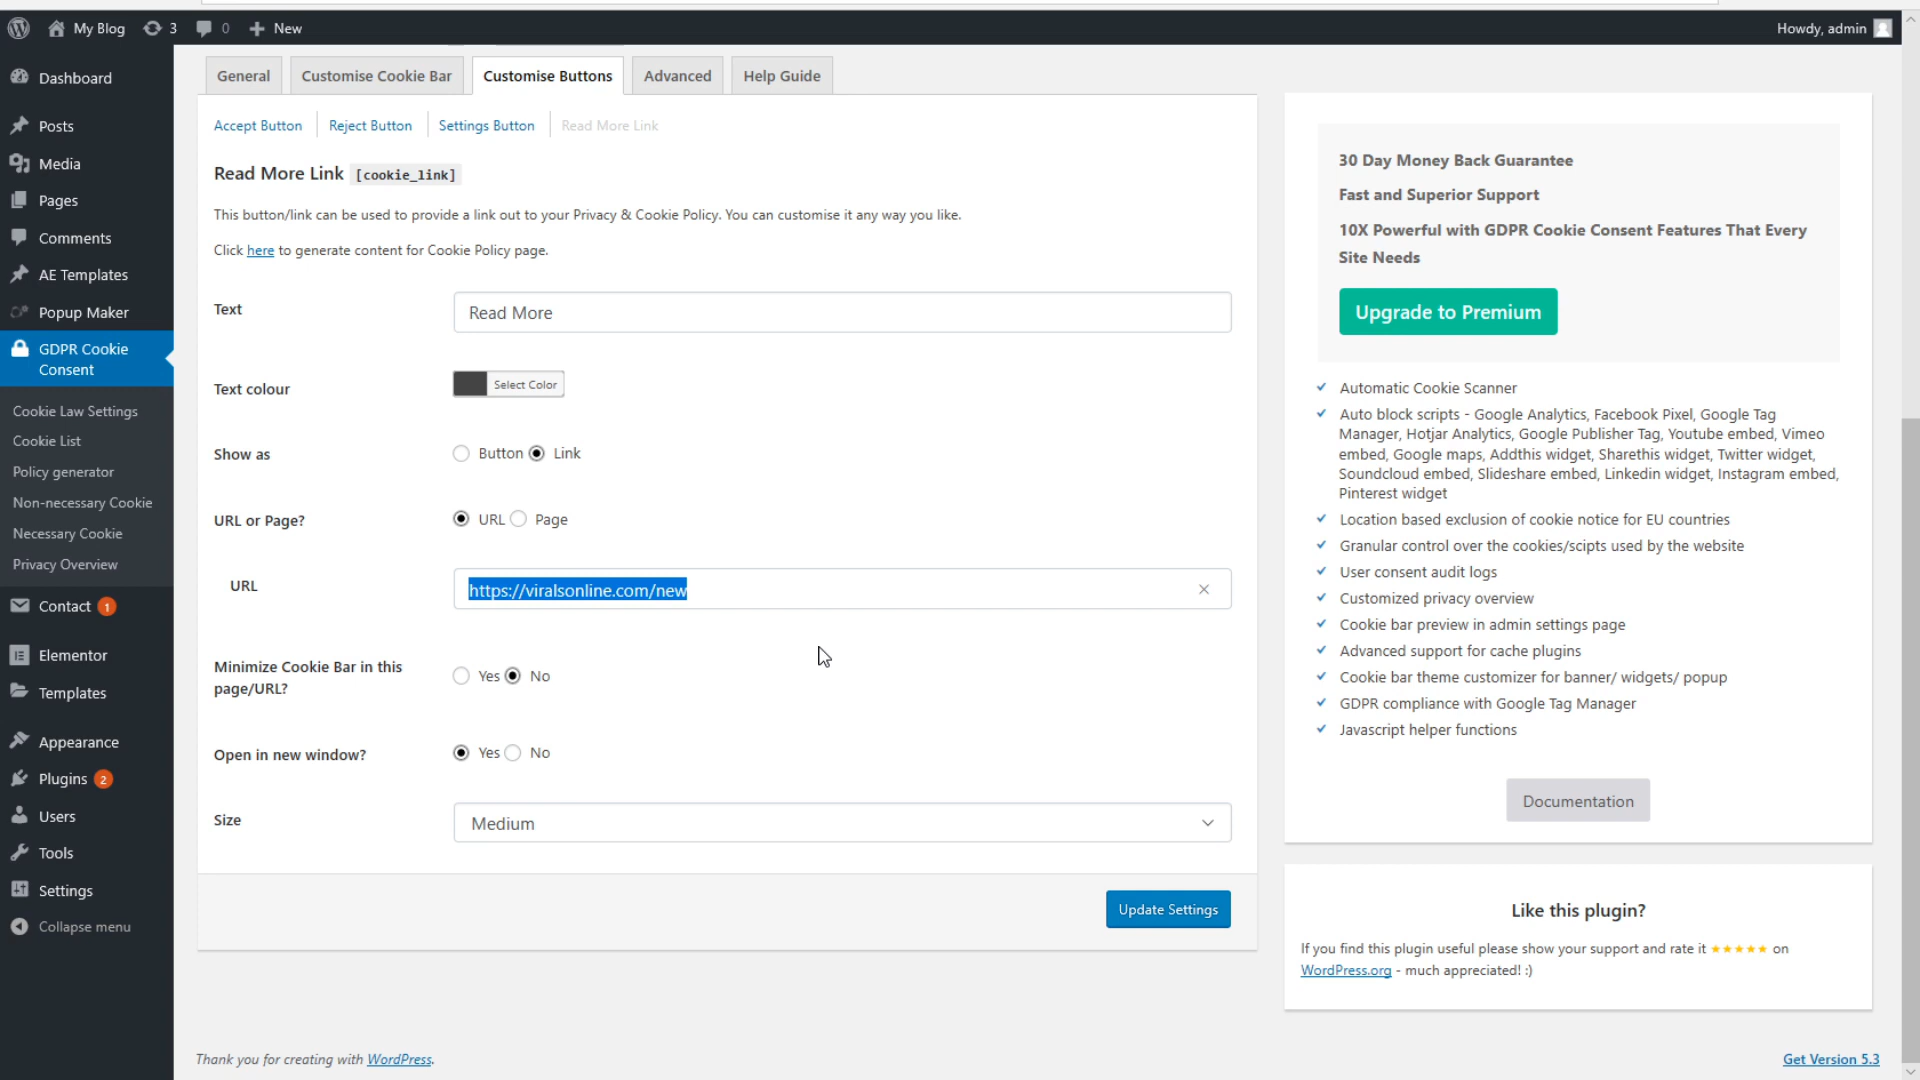 My Blog 3 0 New Howdy, admin
Dashboard
Posts
Media
Pages
Comments
AE Templates
Popup Maker
GDPR Cookie
Consent
Cookie Law Settings
Cookie List
Policy generator
Non-necessary Cookie
Necessary Cookie
Privacy Overview
Contact 1
Elementor
Templates
Appearance
Plugins 2
Users
Tools
Settings
Collapse menu
General Customise Cookie Bar Customise Buttons Advanced Help Guide
Accept Button Reject Button Settings Button Read More Link
Read More Link [cookie_link]
This button/link can be used to provide a link out to your Privacy & Cookie Policy. You can customise it any way you like.
Click here to generate content for Cookie Policy page.
Text Read More
Text colour Select Color
Show as Button Link
URL or Page? URL Page
URL https://viralsonline.com/new
Minimize Cookie Bar in this
page/URL? Yes No
Open in new window? Yes No
Size Medium
Update Settings
30 Day Money Back Guarantee
Fast and Superior Support
10X Powerful with GDPR Cookie Consent Features That Every
Site Needs
Upgrade to Premium
Automatic Cookie Scanner
Auto block scripts - Google Analytics, Facebook Pixel, Google Tag
Manager, Hotjar Analytics, Google Publisher Tag, Youtube embed, Vimeo
embed, Google maps, Addthis widget, Sharethis widget, Twitter widget,
Soundcloud embed, Slideshare embed, Linkedin widget, Instagram embed,
Pinterest widget
Location based exclusion of cookie notice for EU countries
Granular control over the cookies/scipts used by the website
User consent audit logs
Customized privacy overview
Cookie bar preview in admin settings page
Advanced support for cache plugins
Cookie bar theme customizer for banner/ widgets/ popup
GDPR compliance with Google Tag Manager
Javascript helper functions
Documentation
Like this plugin?
If you find this plugin useful please show your support and rate it ★★★★★ on
WordPress.org - much appreciated! :)
Thank you for creating with WordPress.
Get Version 5.3